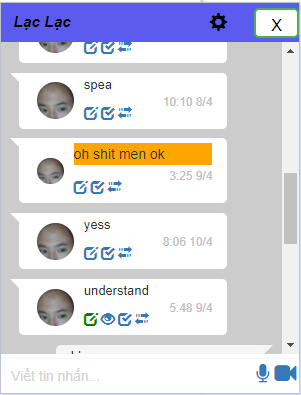 Lạc Lạc
X
spea
10:10 8/4
oh shit men ok
3:25 9/4
yess
8:06 10/4
understand
5:48 9/4
Viết tin nhắn...